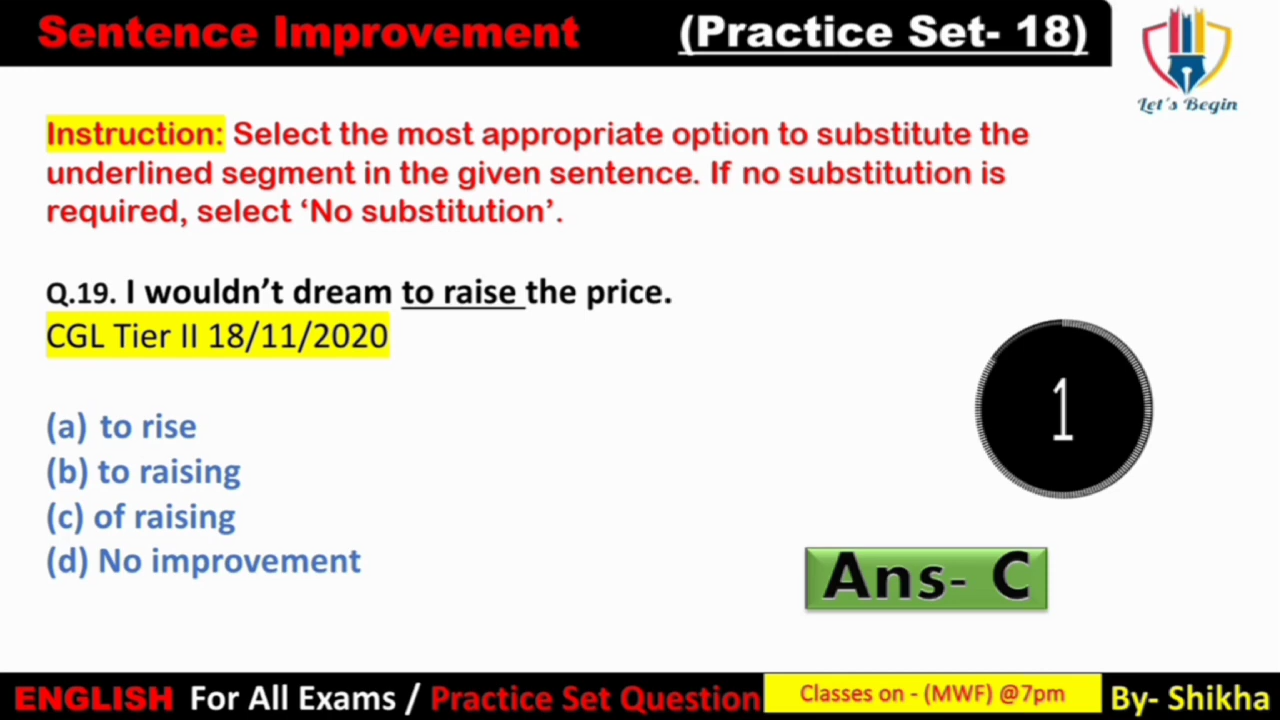 Sentence Improvement (Practice Set- 18)
Let's Begin
Instruction: Select the most appropriate option to substitute the
underlined segment in the given sentence. If no substitution is
required, select ‘No substitution’.
Q.19. I wouldn’t dream to raise the price.
CGL Tier II 18/11/2020
1
(a) to rise
(b) to raising
(c) of raising
(d) No improvement
Ans- C
ENGLISH For All Exams / Practice Set Question Classes on - (MWF) @7pm By- Shikha